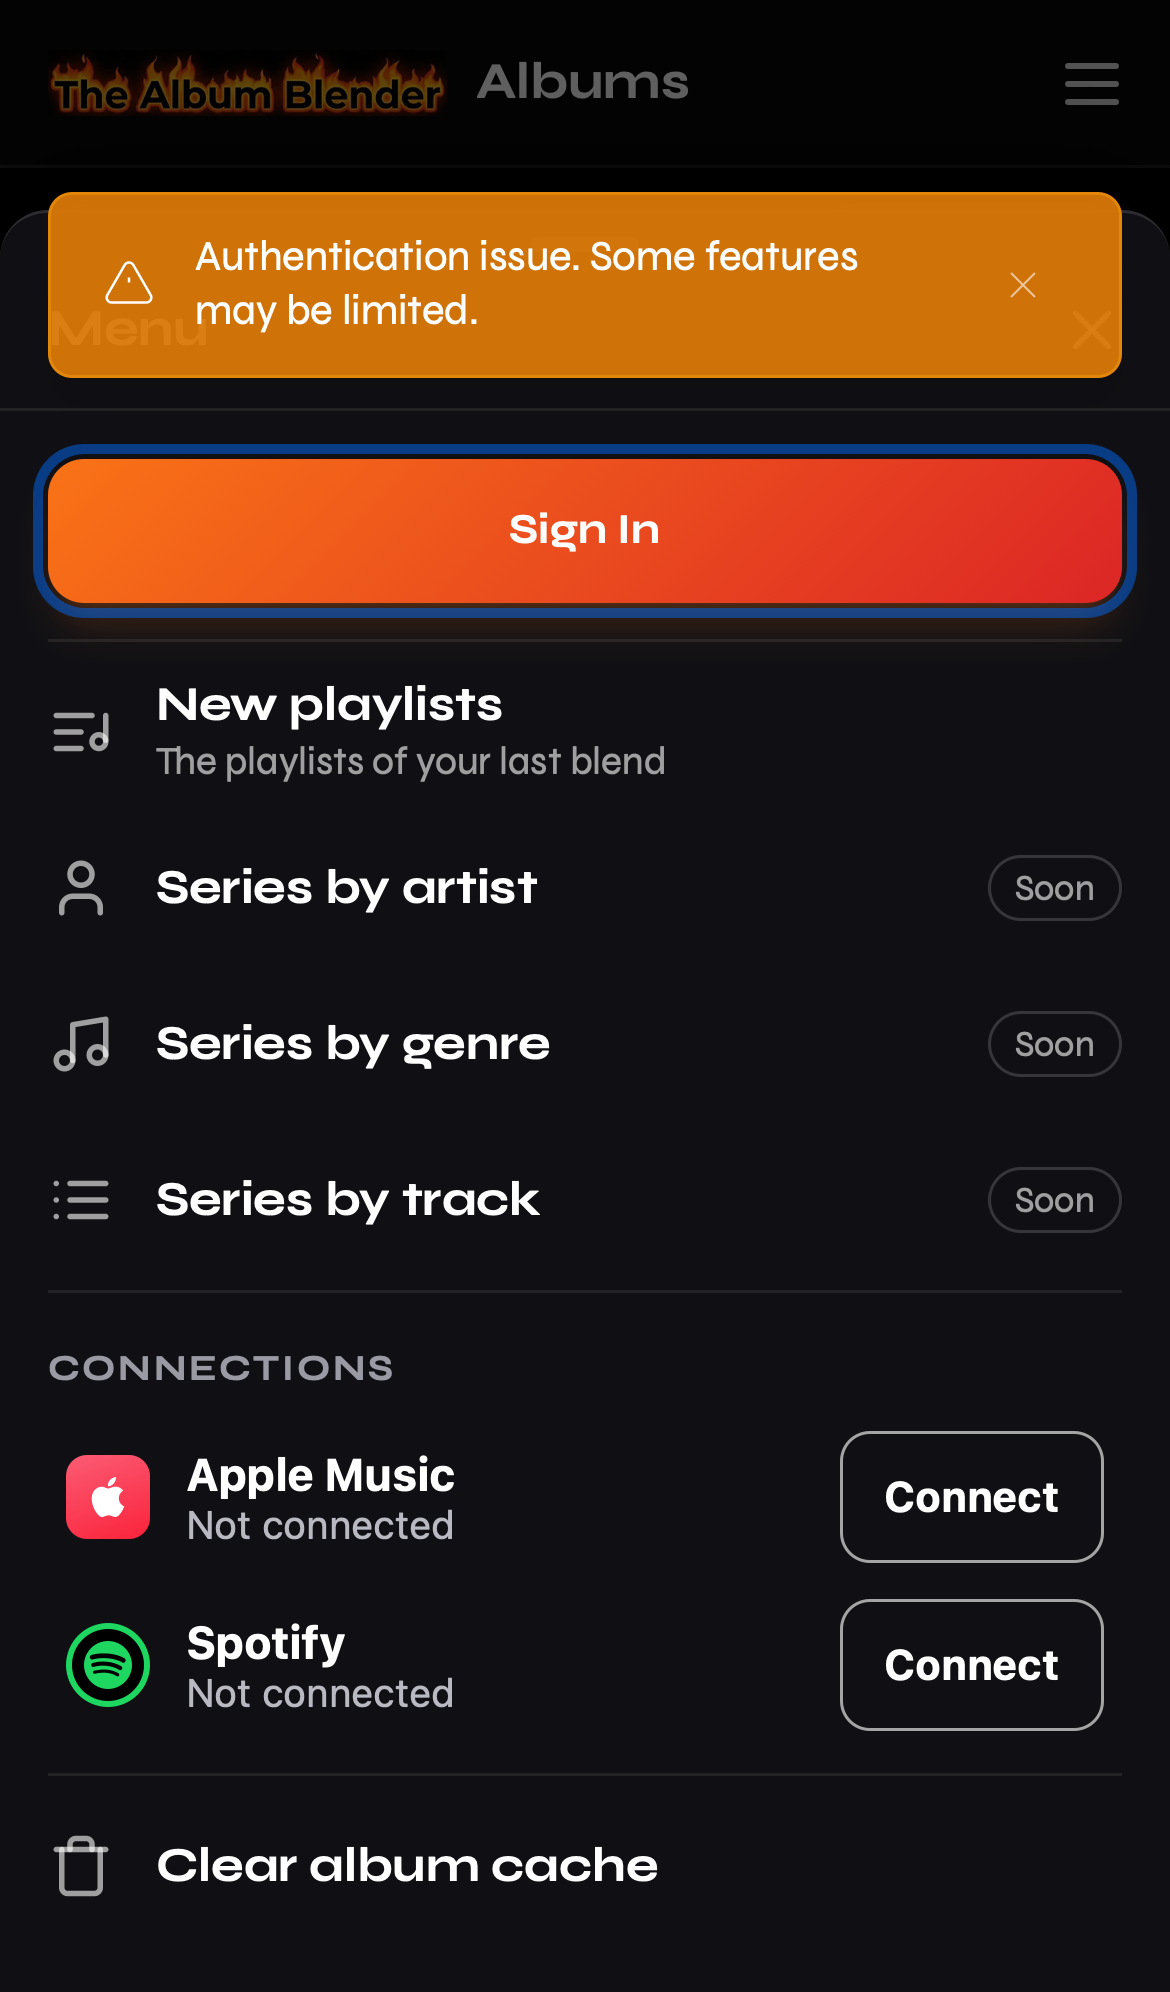 The Album Blender Albums
Authentication issue. Some features
may be limited.
Menu
Sign In
New playlists
The playlists of your last blend
Series by artist Soon
Series by genre Soon
Series by track Soon
CONNECTIONS
Apple Music
Not connected
Connect
Spotify
Not connected
Connect
Clear album cache